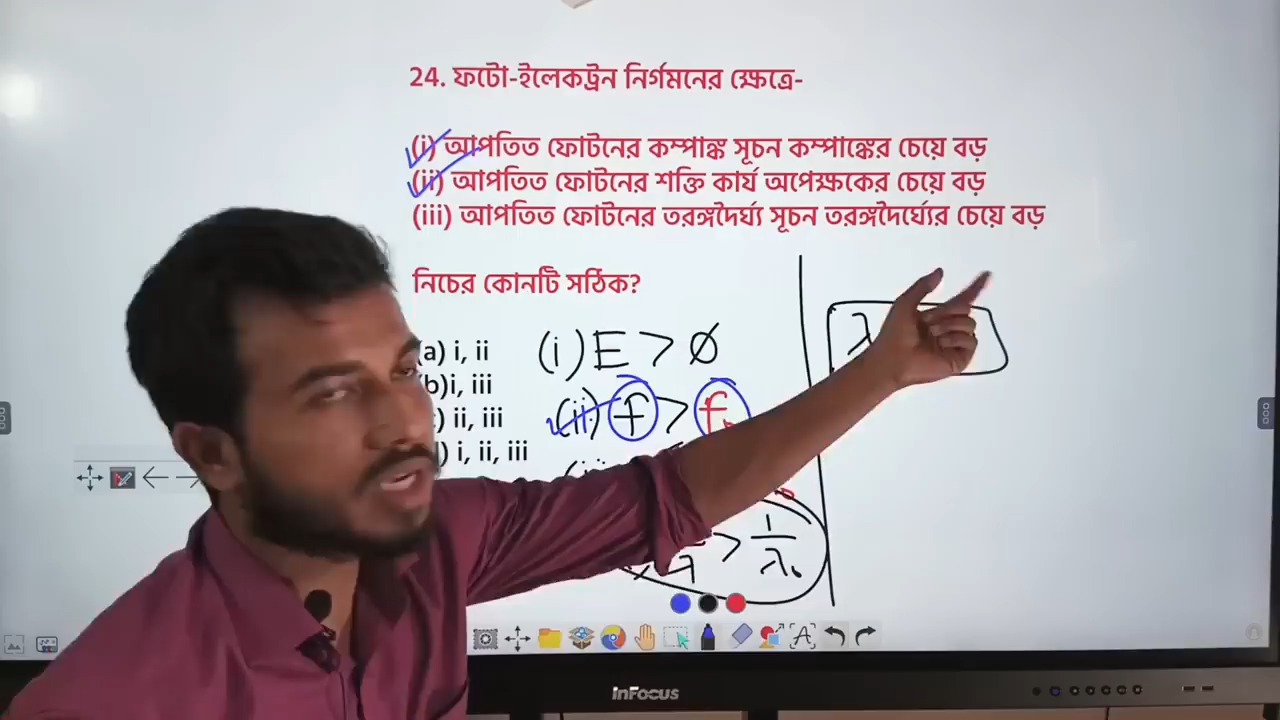 24. ফটো-ইলেকট্রন নির্গমনের ক্ষেত্রে-
(i) আপতিত ফোটনের কম্পাঙ্ক সূচন কম্পাঙ্কের চেয়ে বড়
(ii) আপতিত ফোটনের শক্তি কার্য অপেক্ষকের চেয়ে বড়
(iii) আপতিত ফোটনের তরঙ্গদৈর্ঘ্য সূচন তরঙ্গদৈর্ঘ্যের চেয়ে বড়
নিচের কোনটি সঠিক?
(a) i, ii
(b)i, iii
) ii, iii
) i, ii, iii
(i) E > Ø
(ii) f > f
> 1/λ₀
λ
InFocus